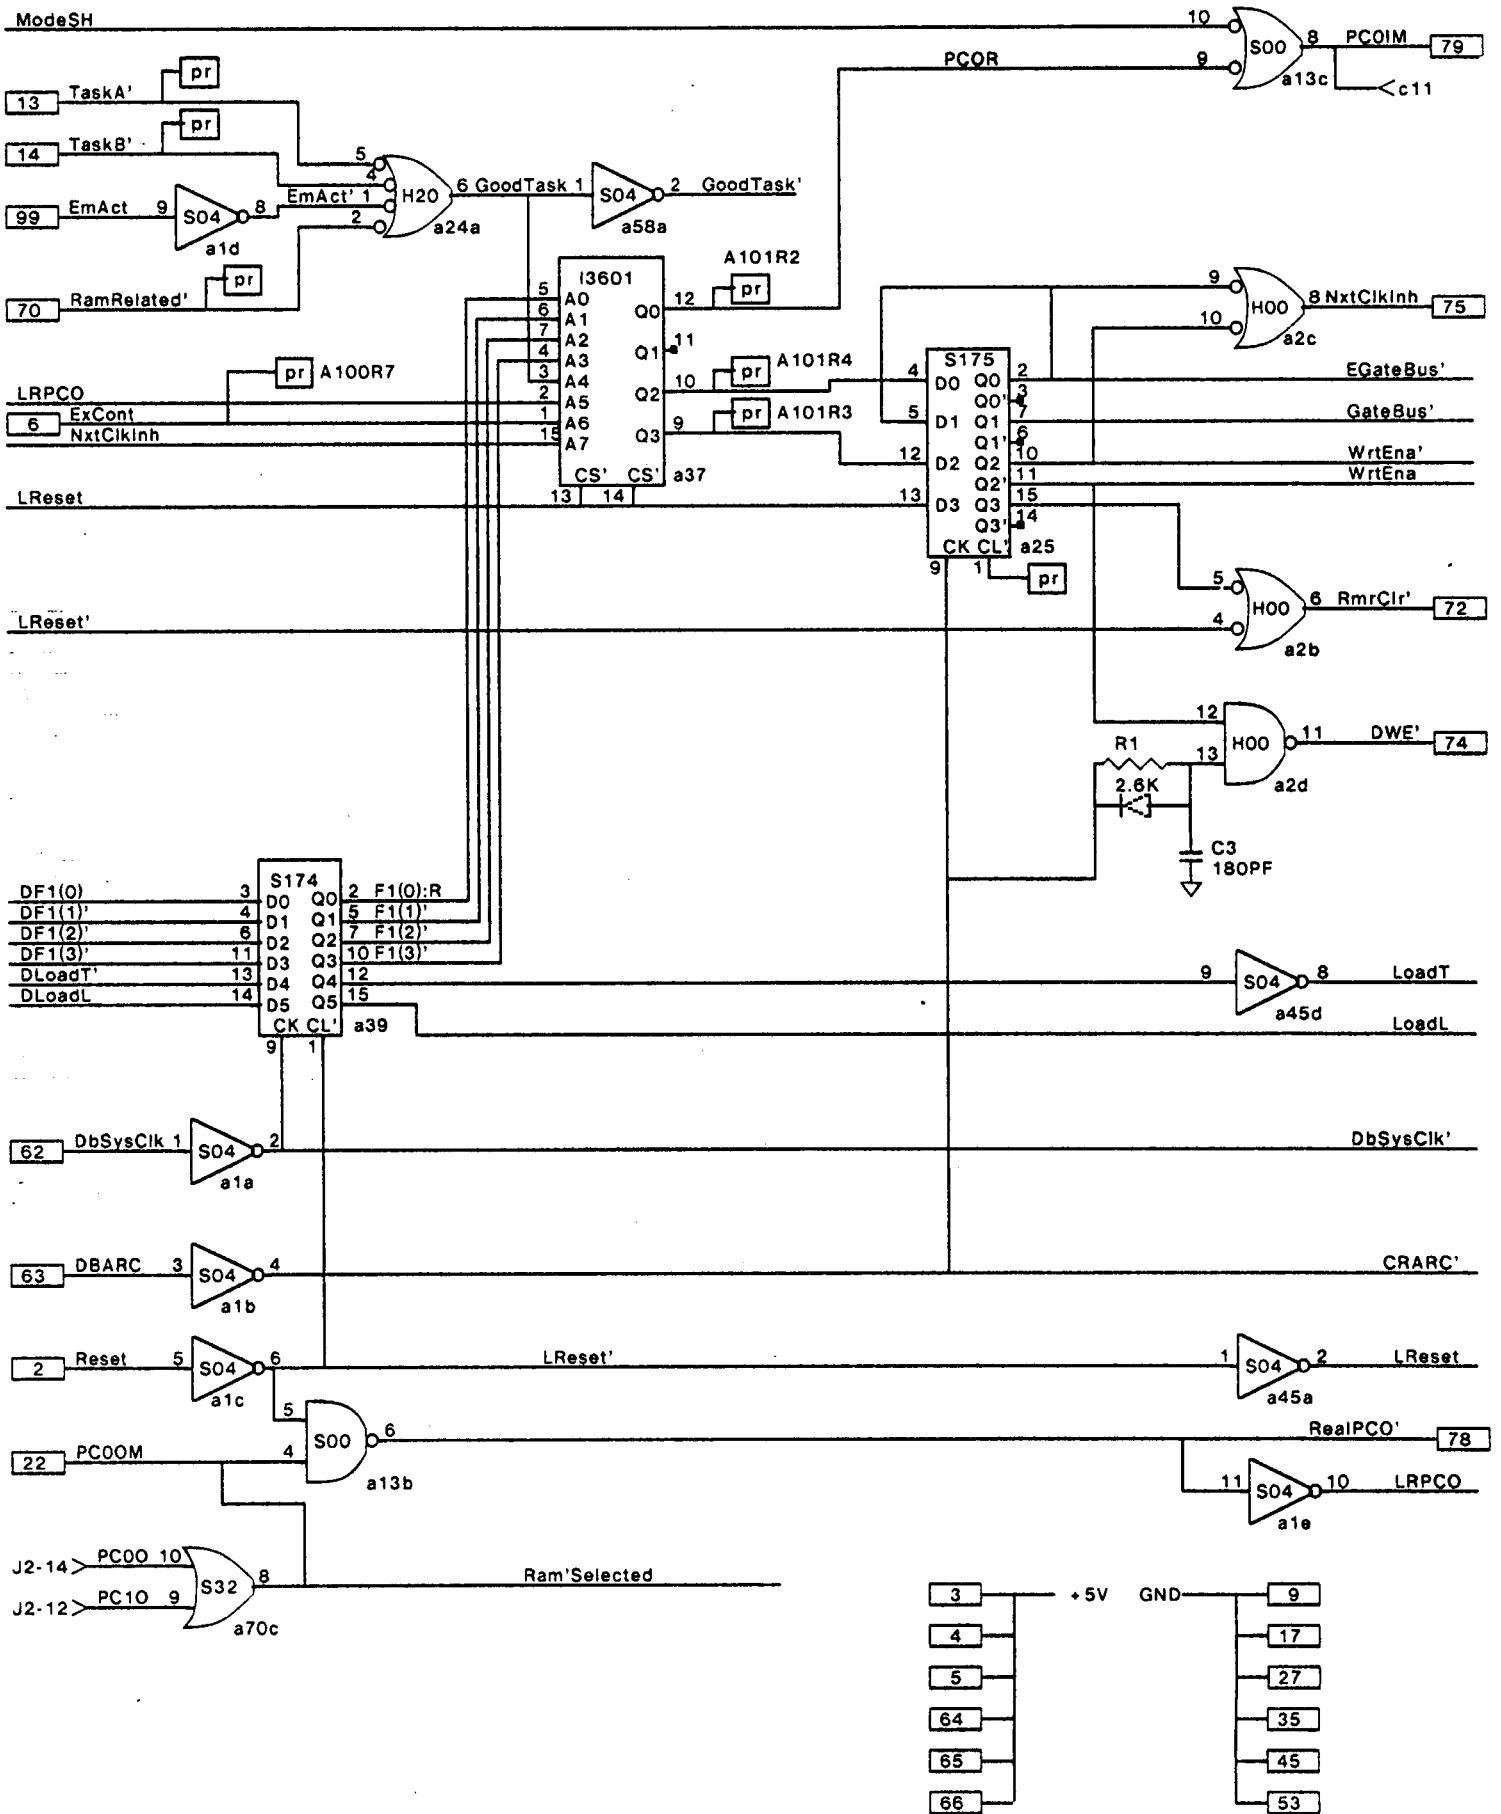 ModeSH
10 S00 8 PC0IM 79
PCOR 9
a13c c11
pr
13 TaskA'
pr
14 TaskB'
5
4
99 EmAct 9 S04 8 EmAct' 1 H20 6 GoodTask 1 S04 2 GoodTask'
2
a1d a24a a58a
pr
70 RamRelated'
I3601
A101R2
pr
5 A0 Q0 12
6 A1
7 A2 Q1 11
4 A3
3 A4 Q2 10 pr A101R4
2 A5
1 A6 Q3 9 pr A101R3
15 A7
CS' CS' a37
13 14
pr A100R7
LRPCO
6 ExCont
NxtClkInh
LReset
S175
4 D0 Q0 2 EGateBus'
Q0' 3
5 D1 Q1 7 GateBus'
Q1' 6
12 D2 Q2 10 WrtEna'
Q2' 11 WrtEna
13 D3 Q3 15
Q3' 14
CK CL' a25
9 1 pr
9
10 H00 8 NxtClkInh 75
a2c
LReset'
5
4 H00 6 RmrClr' 72
a2b
12
13 H00 11 DWE' 74
a2d
R1
2.6K
C3
180PF
S174
DF1(0) 3 D0 Q0 2 F1(0):R
DF1(1)' 4 D1 Q1 5 F1(1)'
DF1(2)' 6 D2 Q2 7 F1(2)'
DF1(3)' 11 D3 Q3 10 F1(3)'
DLoadT' 13 D4 Q4 12
DLoadL 14 D5 Q5 15
CK CL' a39
9 1
9 S04 8 LoadT
a45d
LoadL
62 DbSysClk 1 S04 2 DbSysClk'
a1a
63 DBARC 3 S04 4 CRARC'
a1b
2 Reset 5 S04 6 LReset' 1 S04 2 LReset
a1c a45a
5
22 PC0OM 4 S00 6 RealPCO' 78
a13b
11 S04 10 LRPCO
a1e
J2-14 PC0O 10 S32 8 Ram'Selected
J2-12 PC1O 9
a70c
3 +5V GND 9
4 17
5 27
64 35
65 45
66 53